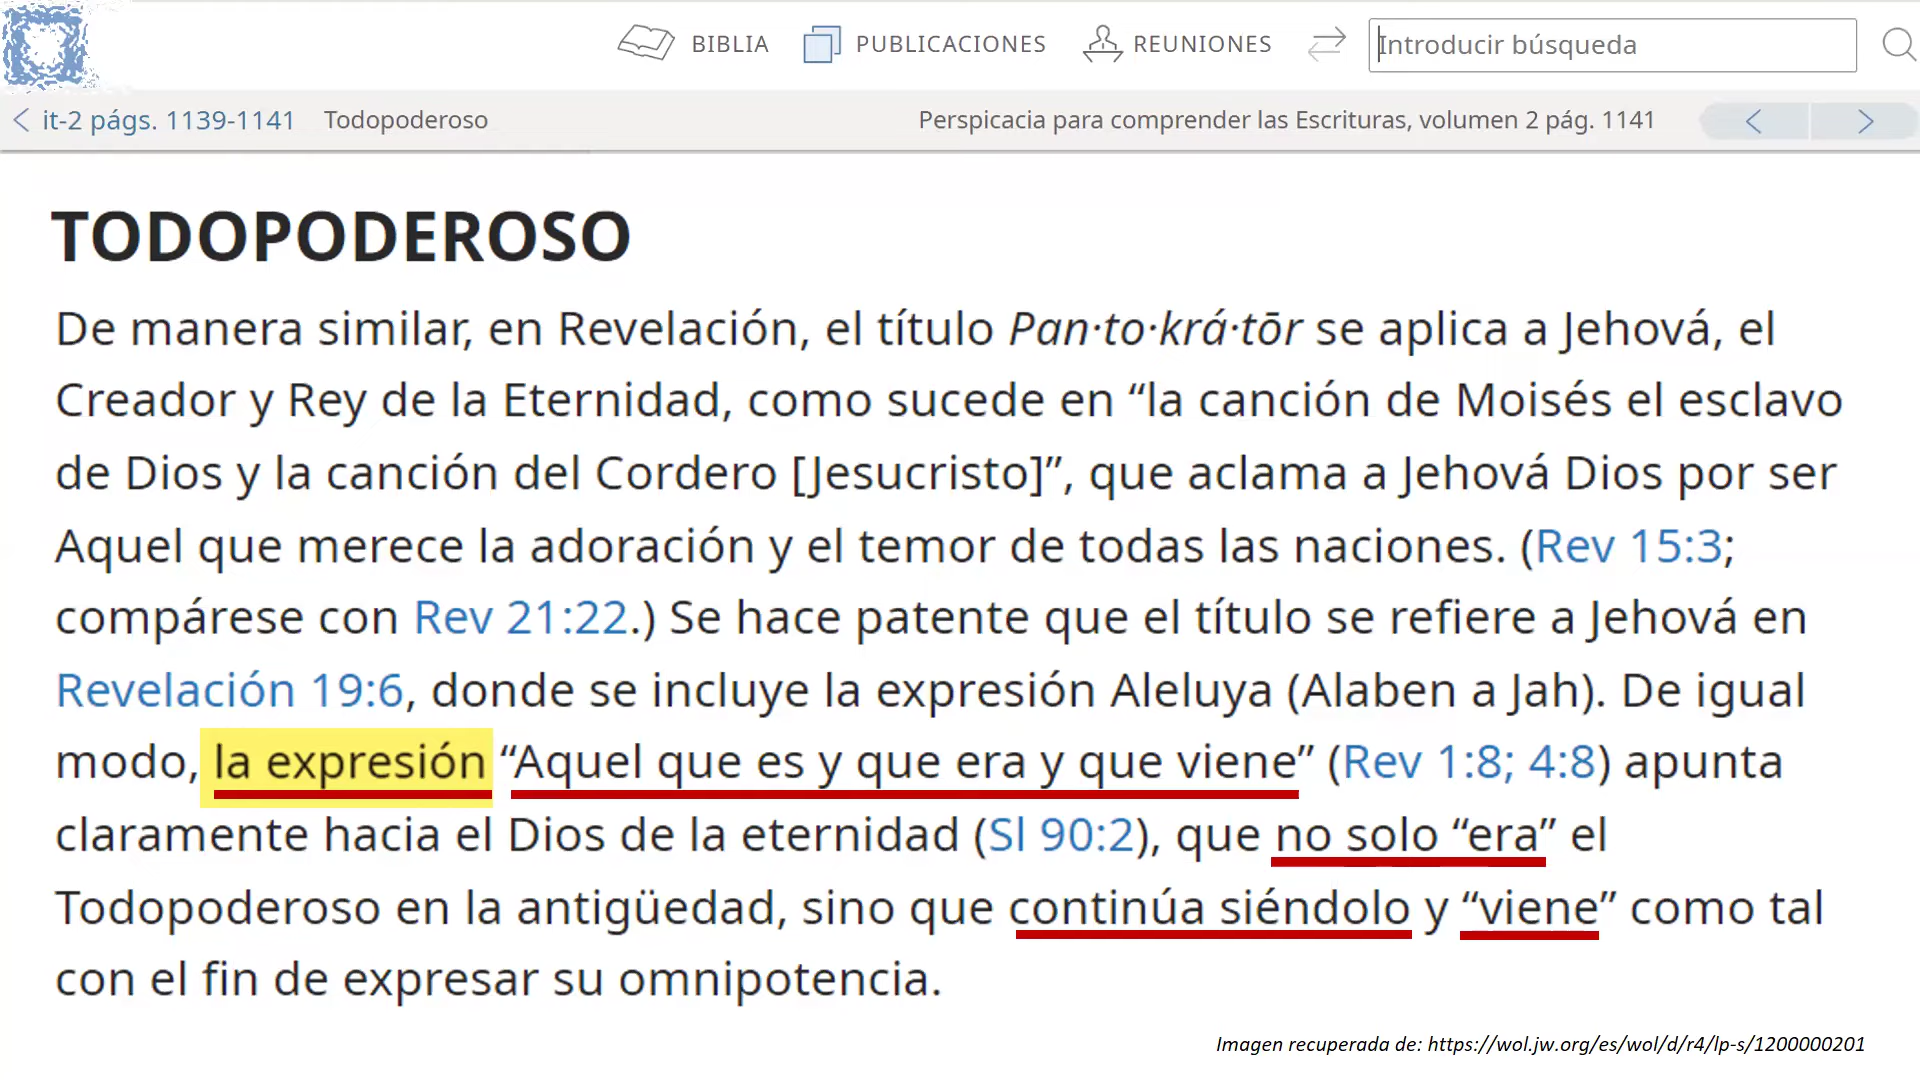 BIBLIA PUBLICACIONES REUNIONES Introducir búsqueda
it-2 págs. 1139-1141 Todopoderoso Perspicacia para comprender las Escrituras, volumen 2 pág. 1141
TODOPODEROSO
De manera similar, en Revelación, el título Pan·to·krá·tōr se aplica a Jehová, el
Creador y Rey de la Eternidad, como sucede en “la canción de Moisés el esclavo
de Dios y la canción del Cordero [Jesucristo]”, que aclama a Jehová Dios por ser
Aquel que merece la adoración y el temor de todas las naciones. (Rev 15:3;
compárese con Rev 21:22.) Se hace patente que el título se refiere a Jehová en
Revelación 19:6, donde se incluye la expresión Aleluya (Alaben a Jah). De igual
modo, la expresión “Aquel que es y que era y que viene” (Rev 1:8; 4:8) apunta
claramente hacia el Dios de la eternidad (Sl 90:2), que no solo “era” el
Todopoderoso en la antigüedad, sino que continúa siéndolo y “viene” como tal
con el fin de expresar su omnipotencia.
Imagen recuperada de: https://wol.jw.org/es/wol/d/r4/lp-s/1200000201